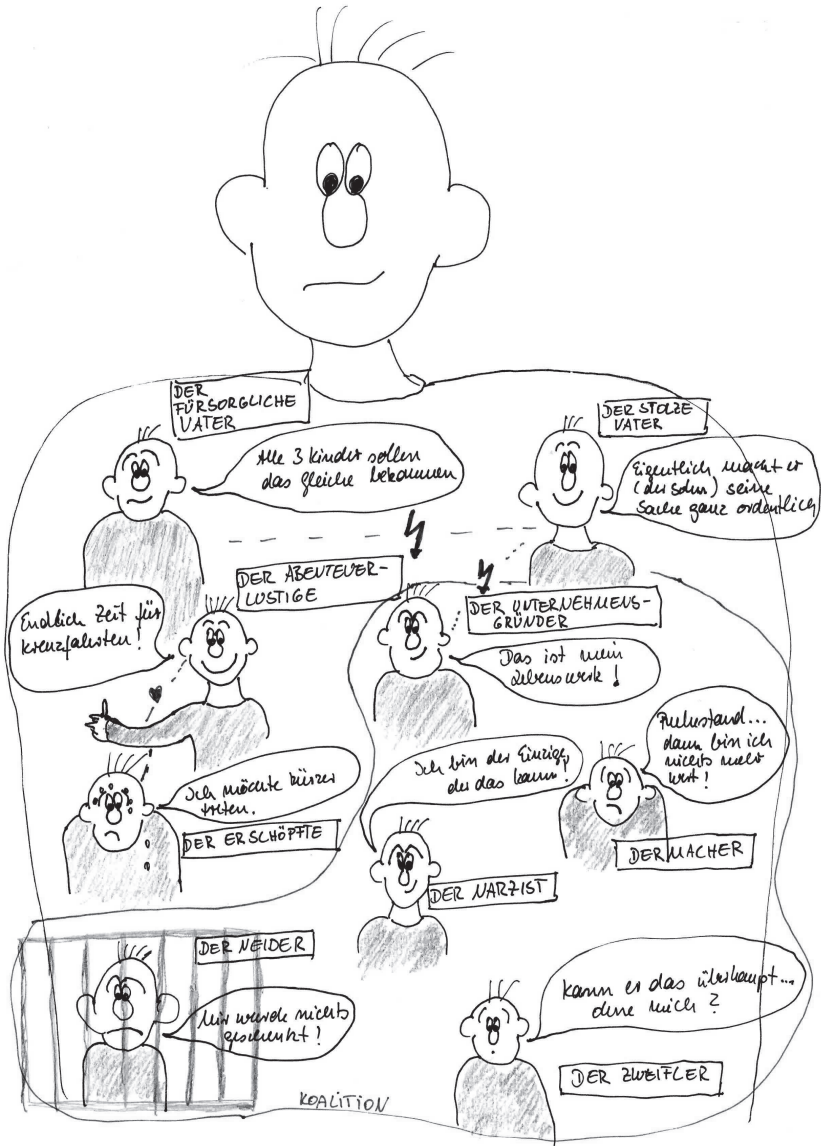 DER
FÜRSORGLICHE
VATER
Alle 3 Kinder sollen
das gleiche bekommen
DER STOLZE
VATER
Eigentlich macht er
(der Sohn) seine
Sache ganz ordentlich
DER ABENTEUER-
LUSTIGE
Endlich Zeit für
Kreuzfahrten!
DER UNTERNEHMENS-
GRÜNDER
Das ist mein
Lebenswerk!
Ich möchte kürzer
treten.
DER ERSCHÖPFTE
Ich bin der Einzige,
der das kann!
DER NARZIST
Ruhestand...
dann bin ich
nichts mehr
wert!
DER MACHER
DER NEIDER
Mir wurde nichts
geschenkt!
Kann er das überhaupt...
ohne mich?
DER ZWEIFLER
KOALITION